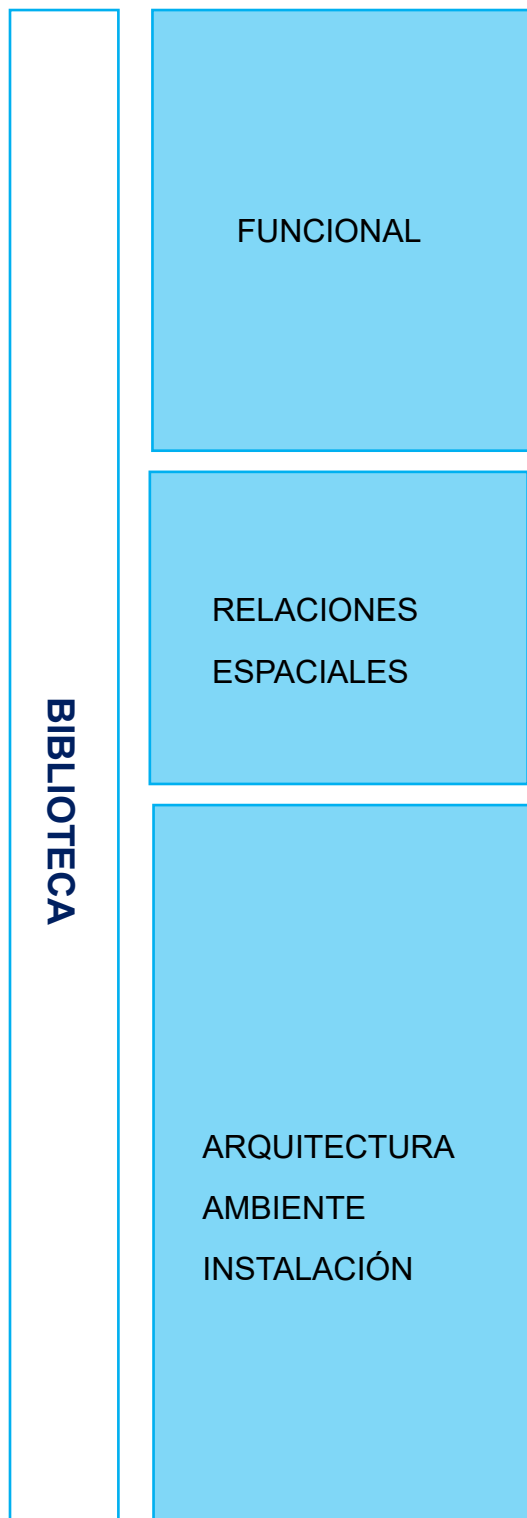 BIBLIOTECA
FUNCIONAL
RELACIONES
ESPACIALES
ARQUITECTURA
AMBIENTE
INSTALACIÓN